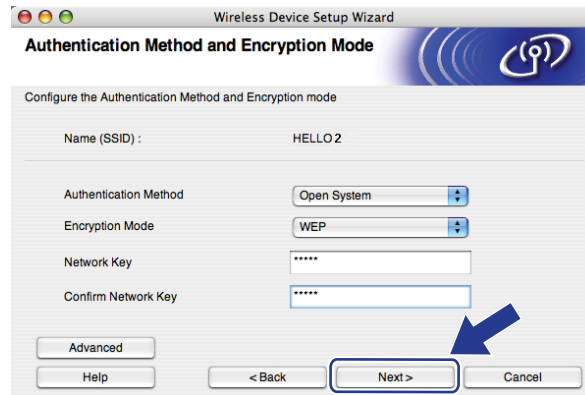 Wireless Device Setup Wizard
Authentication Method and Encryption Mode
Configure the Authentication Method and Encryption mode
Name (SSID) : HELLO2
Authentication Method Open System
Encryption Mode WEP
Network Key *****
Confirm Network Key *****
Advanced
Help < Back Next > Cancel